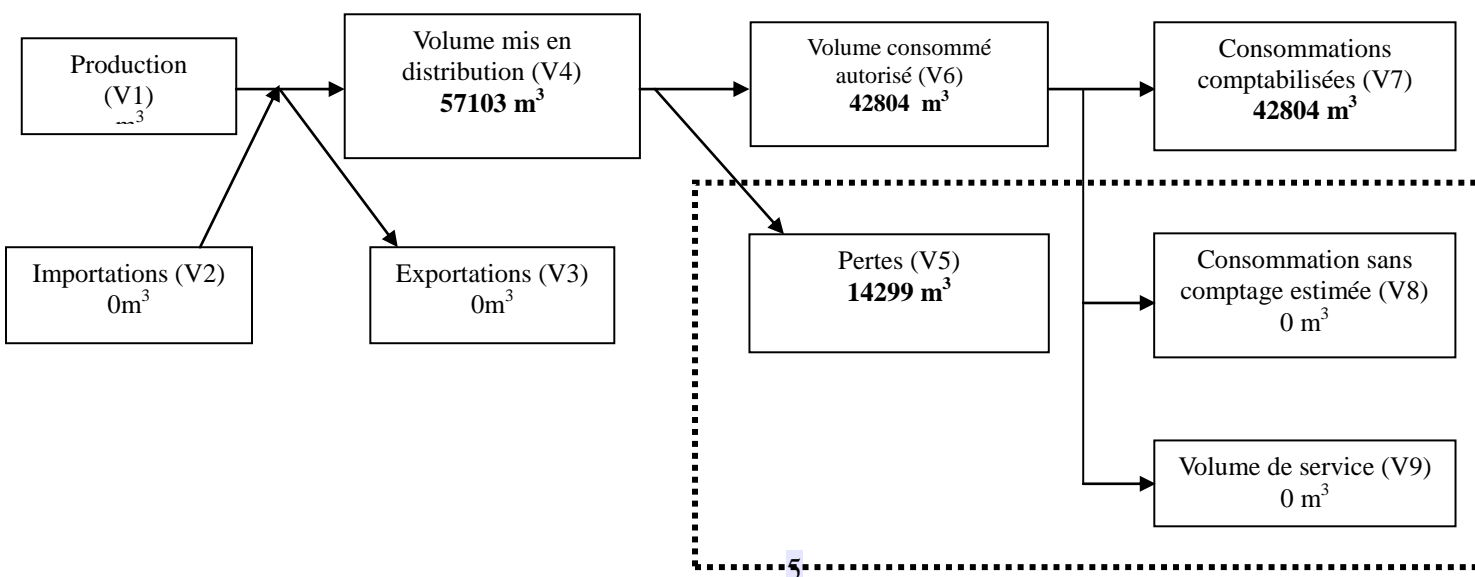 Production
(V1)
m³
Volume mis en
distribution (V4)
57103 m³
Volume consommé
autorisé (V6)
42804 m³
Consommations
comptabilisées (V7)
42804 m³
Importations (V2)
0m³
Exportations (V3)
0m³
Pertes (V5)
14299 m³
Consommation sans
comptage estimée (V8)
0 m³
Volume de service (V9)
0 m³
5